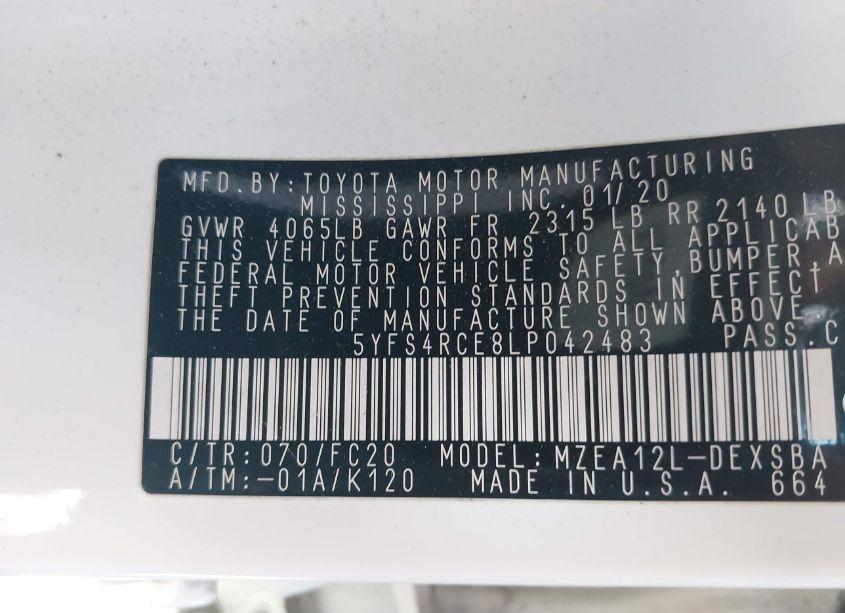 MFD. BY: TOYOTA MOTOR MANUFACTURING
MISSISSIPPI INC. 01/20
GVWR 4065LB GAWR FR 2315 LB RR 2140 LB
THIS VEHICLE CONFORMS TO ALL APPLICAB
FEDERAL MOTOR VEHICLE SAFETY, BUMPER, A
THEFT PREVENTION STANDARDS IN EFFECT
THE DATE OF MANUFACTURE SHOWN ABOVE.
5YFS4RCE8LP042483 PASS.C
C/TR: 070/FC20 MODEL: MZEA12L-DEXSBA
A/TM: -01A/K120 MADE IN U.S.A. 664